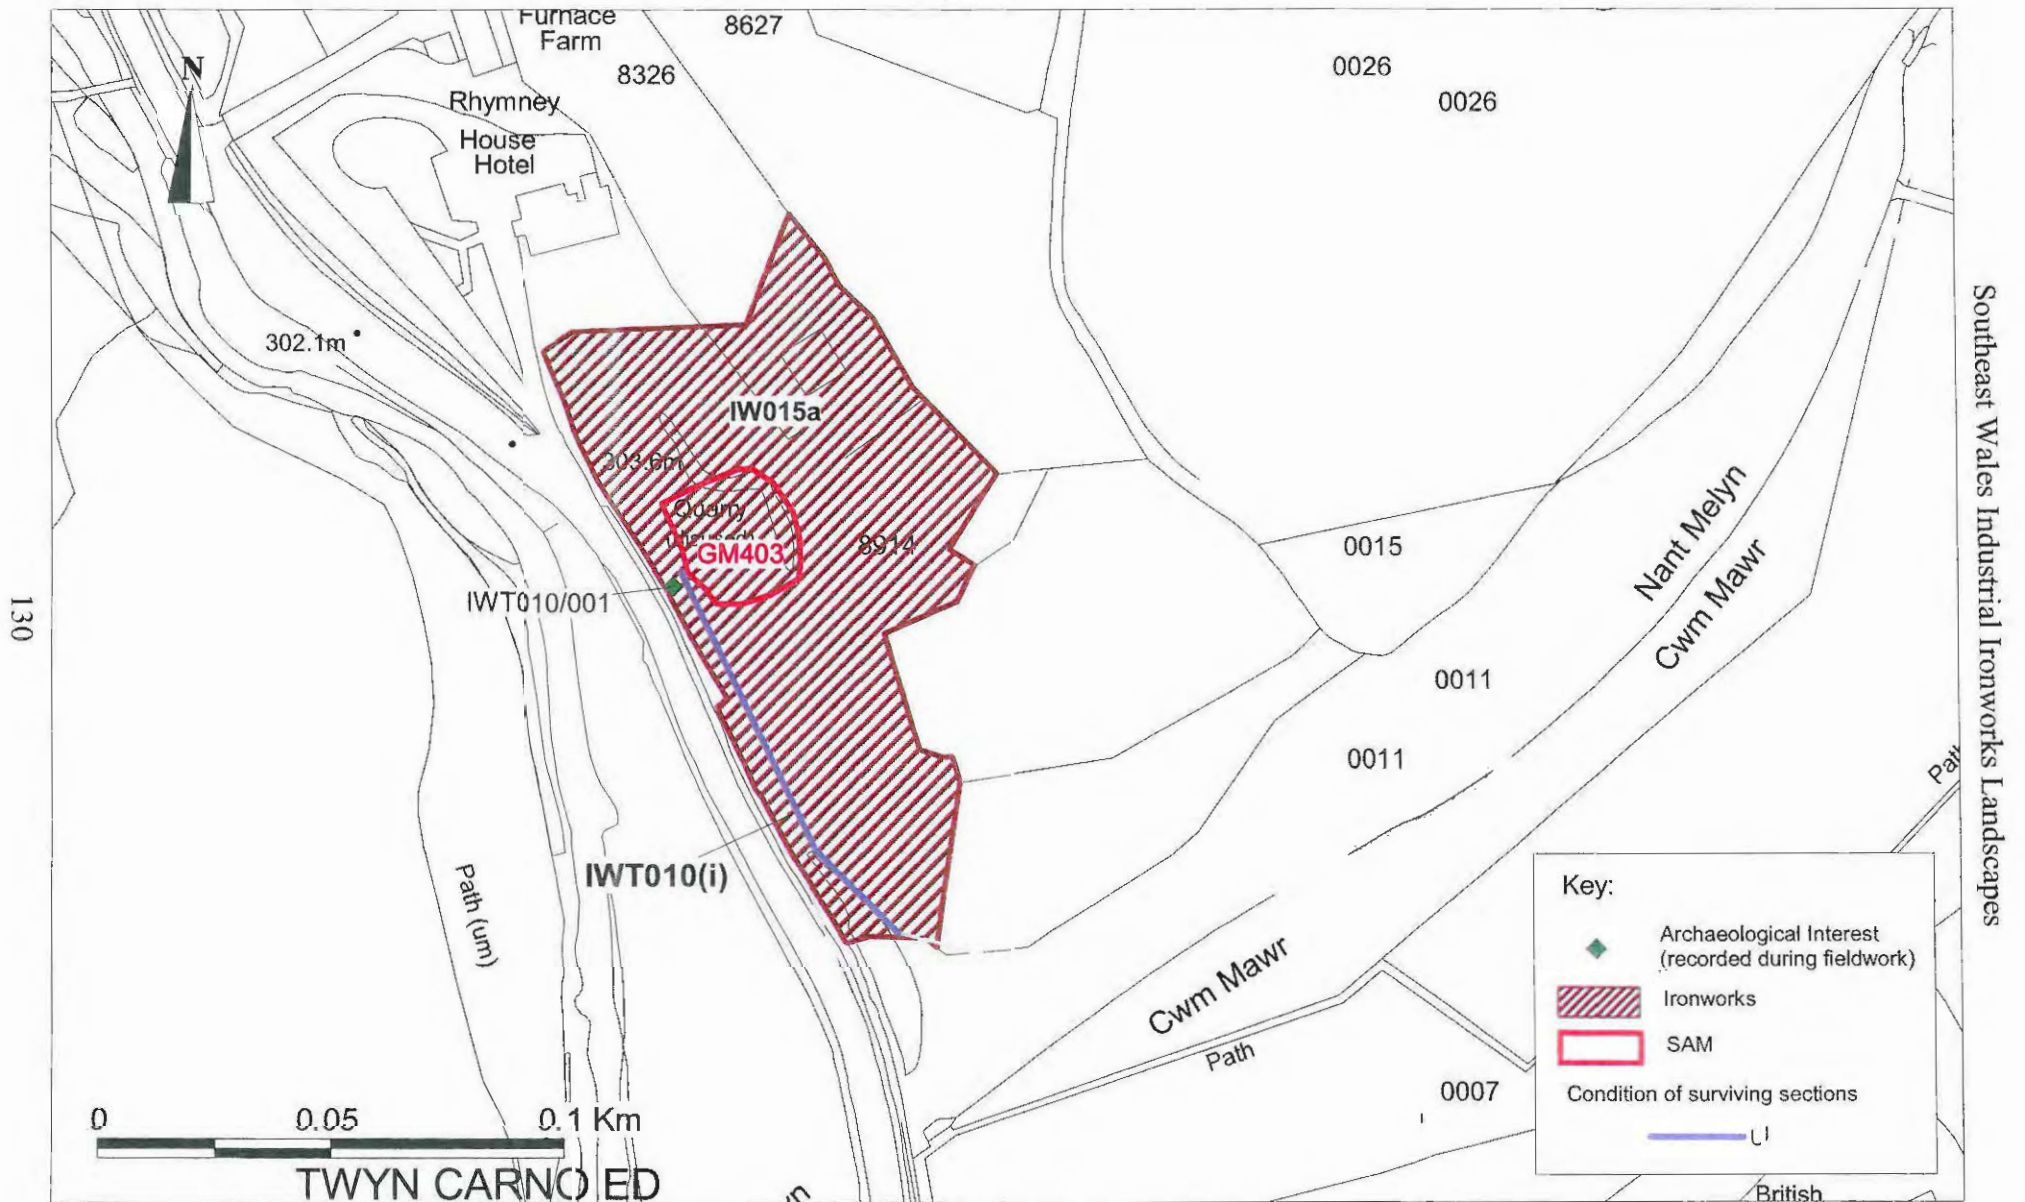 Furnace
Farm
8627
8326
0026
0026
N
Rhymney
House
Hotel
302.1m
IW015a
303.6m
Quarry
GM403
8914
IWT010/001
0015
Nant Melyn
Cwm Mawr
0011
0011
IWT010(i)
Path (um)
Cwm Mawr
Path
0007
Path
0 0.05 0.1 Km
TWYN CARNO ED
British
Key:
Archaeological Interest
(recorded during fieldwork)
Ironworks
SAM
Condition of surviving sections
130
Southeast Wales Industrial Ironworks Landscapes